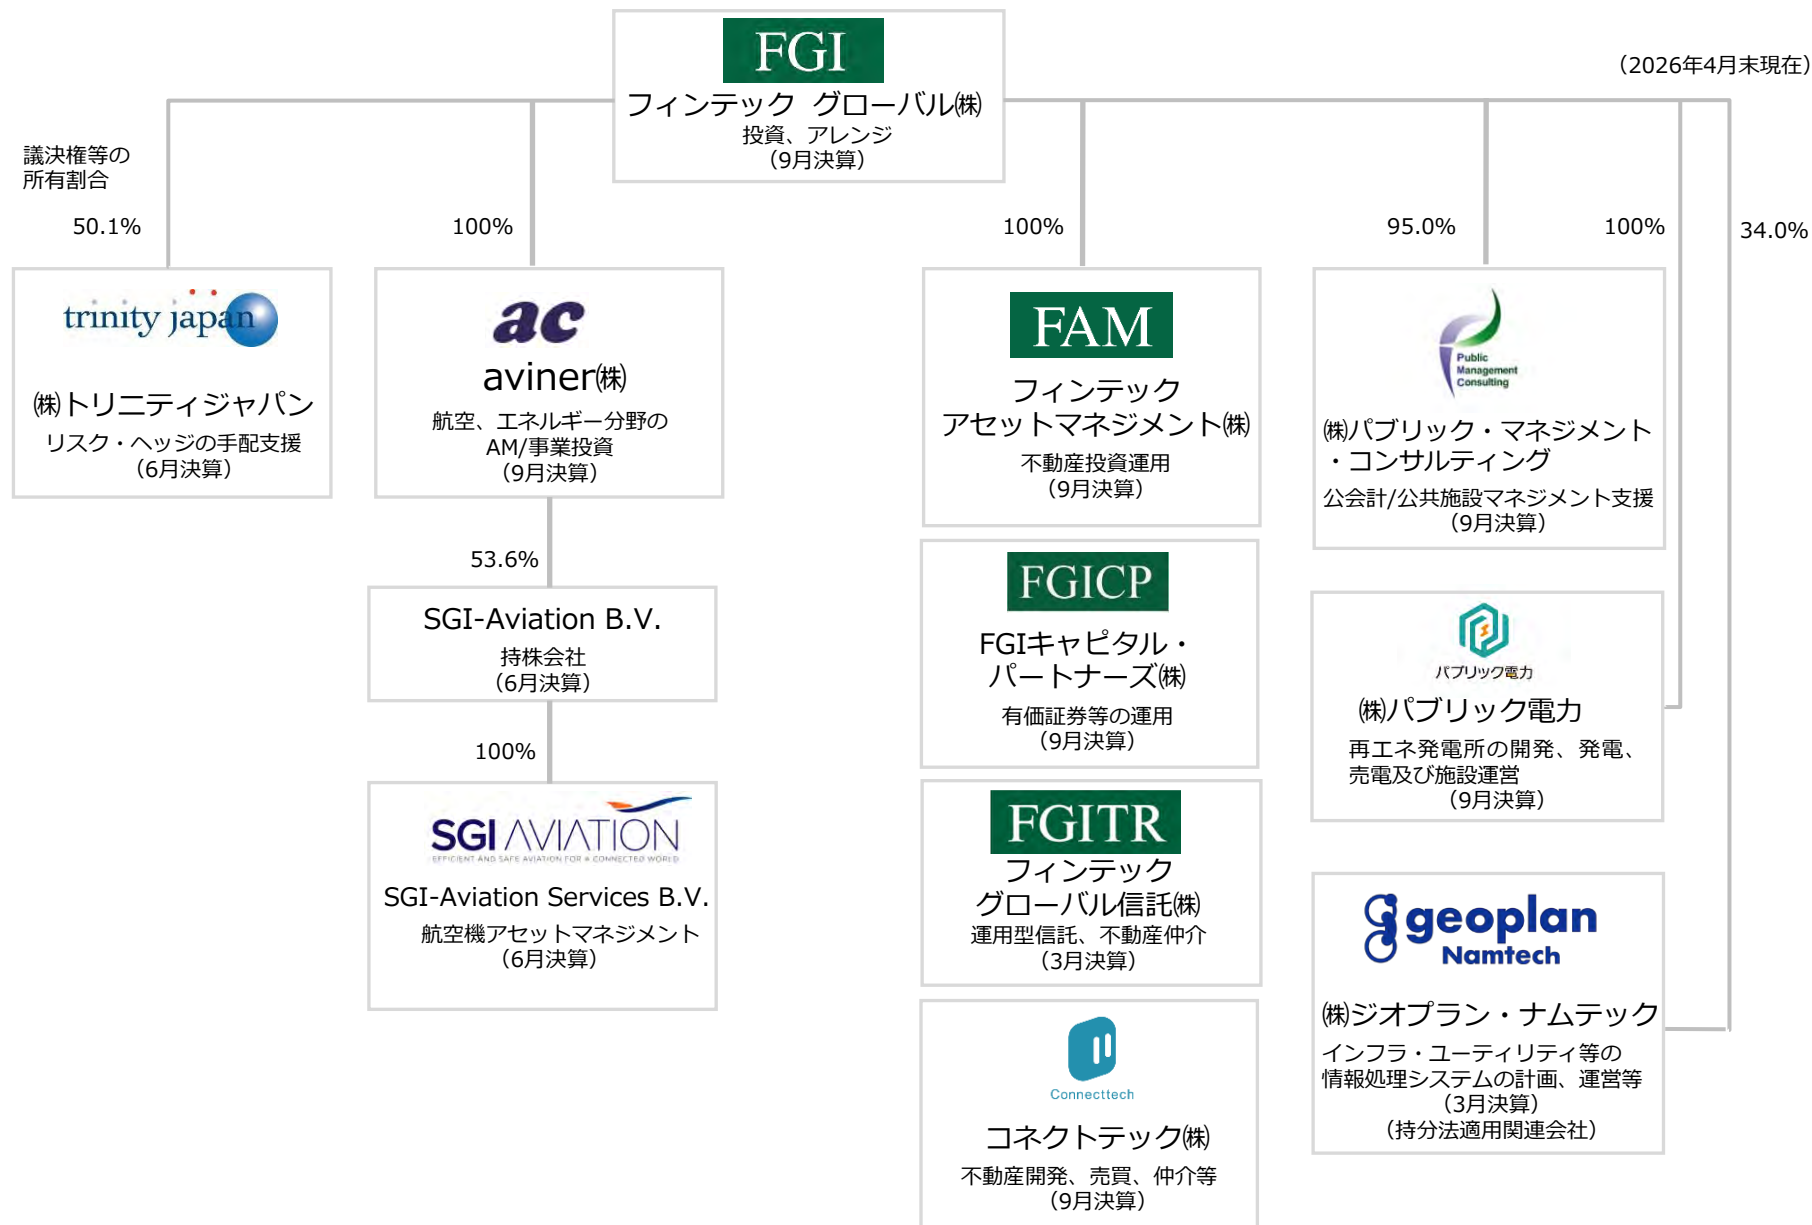 FGI
フィンテック グローバル㈱
投資、アレンジ
（9月決算）
（2026年4月末現在）
議決権等の
所有割合
50.1%
100%
100%
95.0%
100%
34.0%
trinity japan
㈱トリニティジャパン
リスク・ヘッジの手配支援
（6月決算）
ac
aviner㈱
航空、エネルギー分野の
AM/事業投資
（9月決算）
53.6%
SGI-Aviation B.V.
持株会社
（6月決算）
100%
SGI AVIATION
EFFICIENT AND SAFE AVIATION FOR A CONNECTED WORLD
SGI-Aviation Services B.V.
航空機アセットマネジメント
（6月決算）
FAM
フィンテック
アセットマネジメント㈱
不動産投資運用
（9月決算）
FGICP
FGIキャピタル・
パートナーズ㈱
有価証券等の運用
（9月決算）
FGITR
フィンテック
グローバル信託㈱
運用型信託、不動産仲介
（3月決算）
Connecttech
コネクトテック㈱
不動産開発、売買、仲介等
（9月決算）
Public
Management
Consulting
㈱パブリック・マネジメント
・コンサルティング
公会計/公共施設マネジメント支援
（9月決算）
パブリック電力
㈱パブリック電力
再エネ発電所の開発、発電、
売電及び施設運営
（9月決算）
geoplan
Namtech
㈱ジオプラン・ナムテック
インフラ・ユーティリティ等の
情報処理システムの計画、運営等
（3月決算）
（持分法適用関連会社）